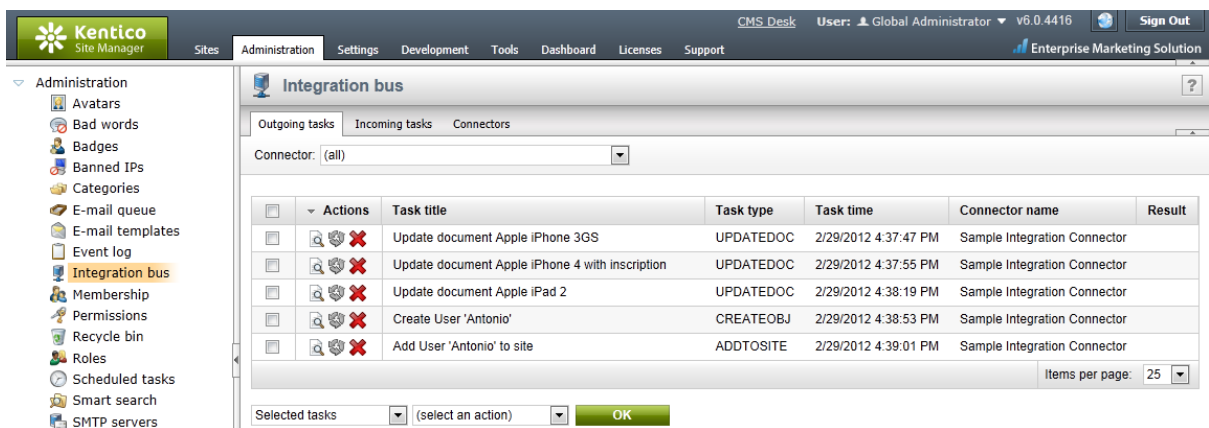 Kentico
Site Manager
CMS Desk User: Global Administrator v6.0.4416 Sign Out
Sites Administration Settings Development Tools Dashboard Licenses Support Enterprise Marketing Solution
Administration
Avatars
Bad words
Badges
Banned IPs
Categories
E-mail queue
E-mail templates
Event log
Integration bus
Membership
Permissions
Recycle bin
Roles
Scheduled tasks
Smart search
SMTP servers
Integration bus ?
Outgoing tasks Incoming tasks Connectors
Connector: (all)
Actions Task title Task type Task time Connector name Result
Update document Apple iPhone 3GS UPDATEDOC 2/29/2012 4:37:47 PM Sample Integration Connector
Update document Apple iPhone 4 with inscription UPDATEDOC 2/29/2012 4:37:55 PM Sample Integration Connector
Update document Apple iPad 2 UPDATEDOC 2/29/2012 4:38:19 PM Sample Integration Connector
Create User 'Antonio' CREATEOBJ 2/29/2012 4:38:53 PM Sample Integration Connector
Add User 'Antonio' to site ADDTOSITE 2/29/2012 4:39:01 PM Sample Integration Connector
Items per page: 25
Selected tasks (select an action) OK